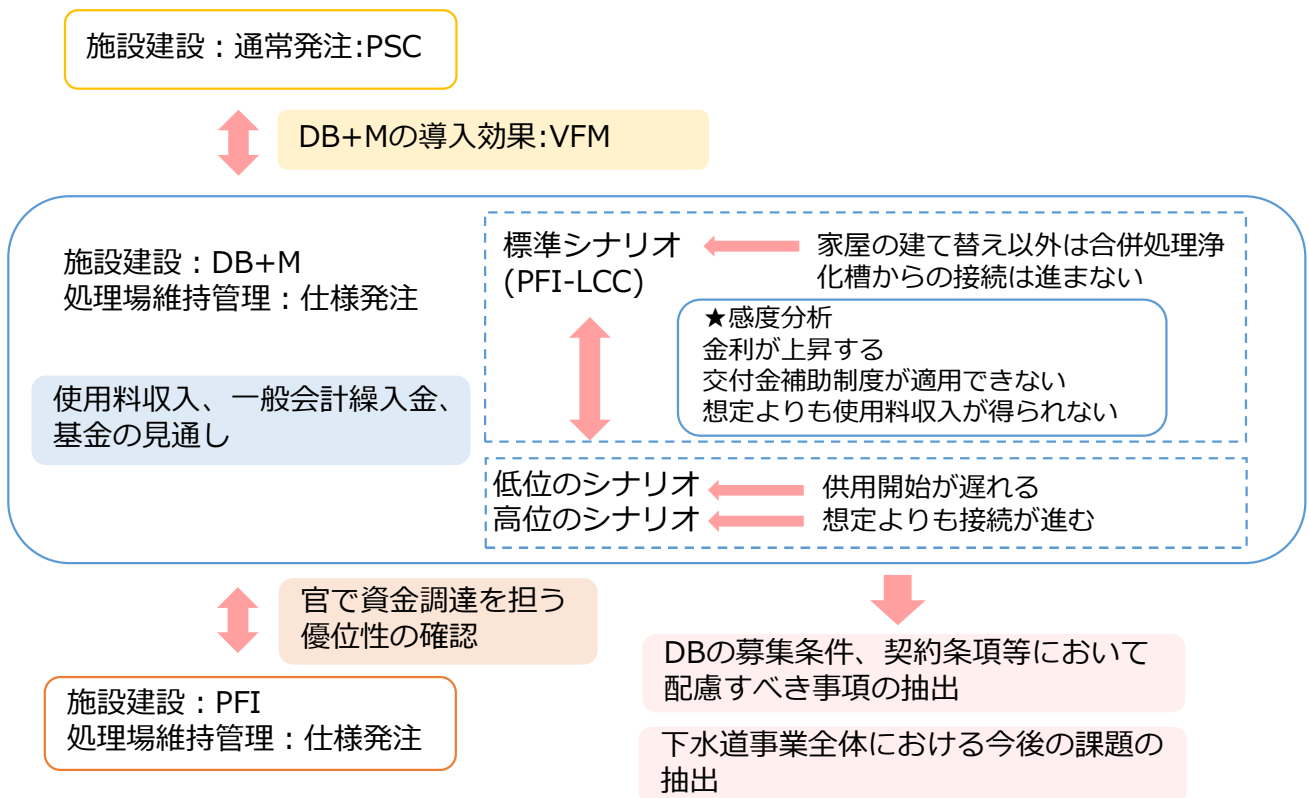 施設建設：通常発注:PSC
DB+Mの導入効果:VFM
施設建設：DB+M
処理場維持管理：仕様発注
使用料収入、一般会計繰入金、
基金の見通し
標準シナリオ
(PFI-LCC)
家屋の建て替え以外は合併処理浄
化槽からの接続は進まない
★感度分析
金利が上昇する
交付金補助制度が適用できない
想定よりも使用料収入が得られない
低位のシナリオ
供用開始が遅れる
高位のシナリオ
想定よりも接続が進む
官で資金調達を担う
優位性の確認
施設建設：PFI
処理場維持管理：仕様発注
DBの募集条件、契約条項等において
配慮すべき事項の抽出
下水道事業全体における今後の課題の
抽出